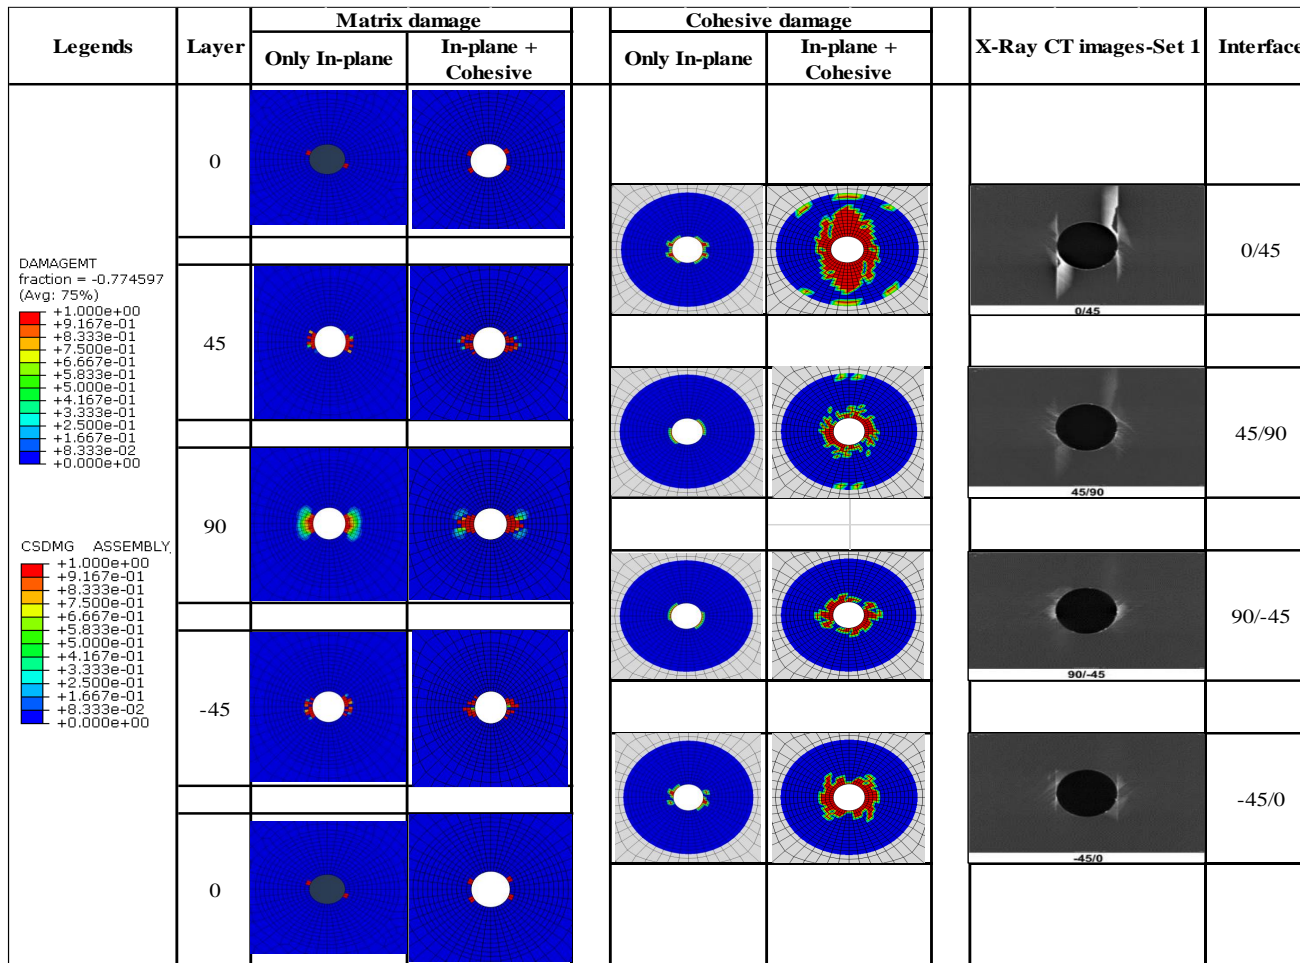 Legends
Layer
Matrix damage
Only In-plane
In-plane +
Cohesive
Cohesive damage
Only In-plane
In-plane +
Cohesive
X-Ray CT images-Set 1
Interface
DAMAGEMT
fraction = -0.774597
(Avg: 75%)
+1.000e+00
+9.167e-01
+8.333e-01
+7.500e-01
+6.667e-01
+5.833e-01
+5.000e-01
+4.167e-01
+3.333e-01
+2.500e-01
+1.667e-01
+8.333e-02
+0.000e+00
CSDMG ASSEMBLY_
+1.000e+00
+9.167e-01
+8.333e-01
+7.500e-01
+6.667e-01
+5.833e-01
+5.000e-01
+4.167e-01
+3.333e-01
+2.500e-01
+1.667e-01
+8.333e-02
+0.000e+00
0
45
90
-45
0
0/45
0/45
45/90
45/90
90/-45
90/-45
-45/0
-45/0